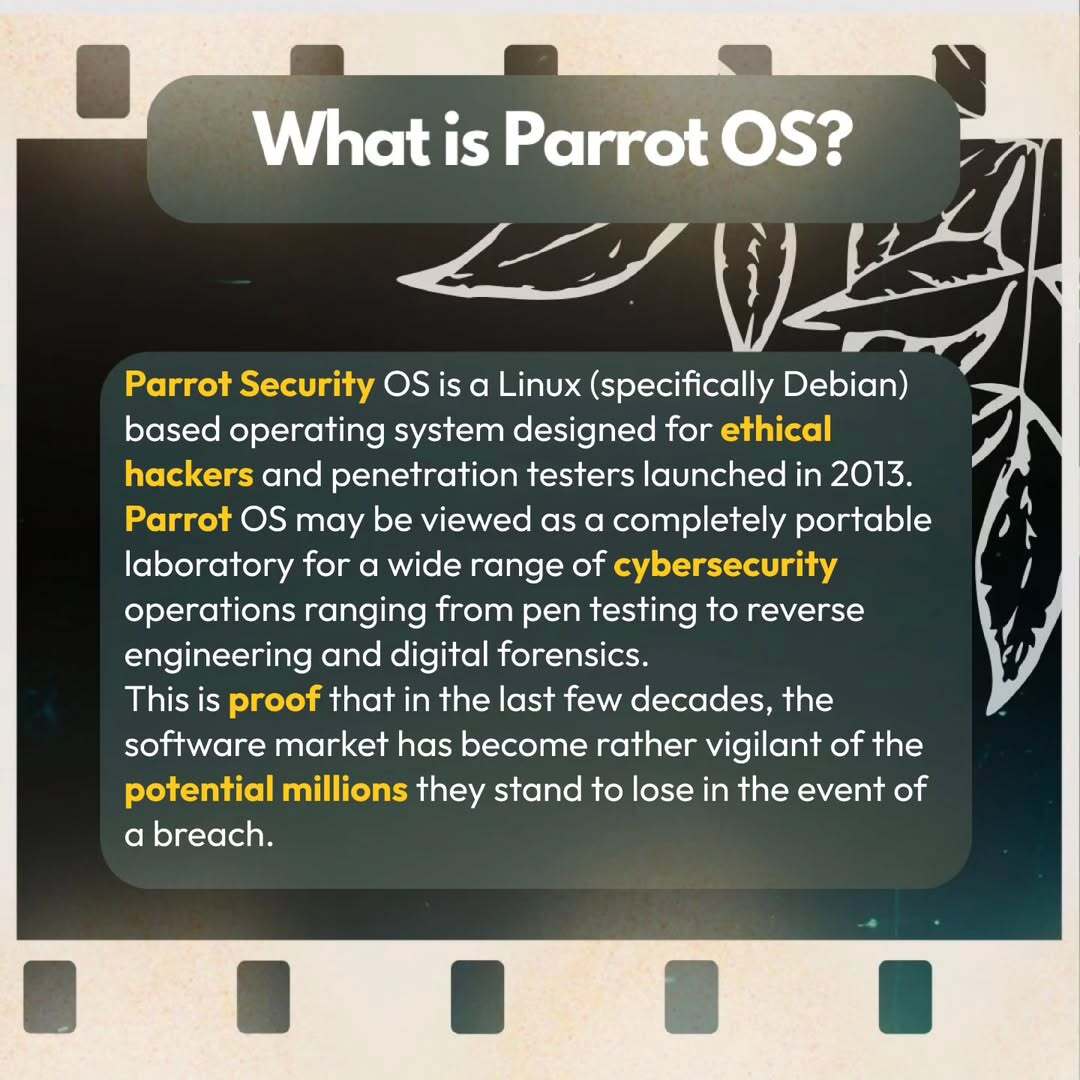 What is Parrot OS?
Parrot Security OS is a Linux (specifically Debian)
based operating system designed for ethical
hackers and penetration testers launched in 2013.
Parrot OS may be viewed as a completely portable
laboratory for a wide range of cybersecurity
operations ranging from pen testing to reverse
engineering and digital forensics.
This is proof that in the last few decades, the
software market has become rather vigilant of the
potential millions they stand to lose in the event of
a breach.